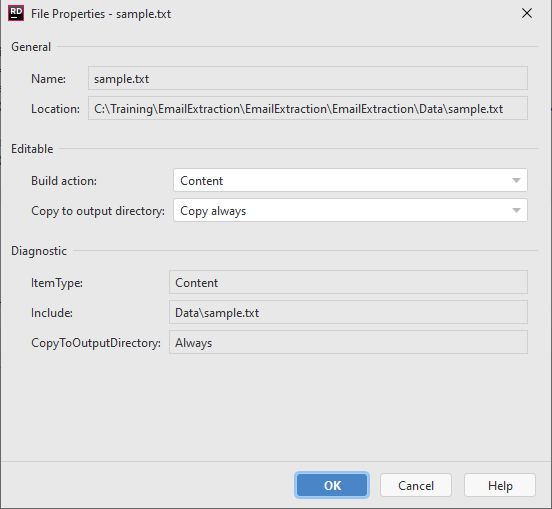 RD File Properties - sample.txt
General
Name: sample.txt
Location: C:\Training\EmailExtraction\EmailExtraction\EmailExtraction\Data\sample.txt
Editable
Build action: Content
Copy to output directory: Copy always
Diagnostic
ItemType: Content
Include: Data\sample.txt
CopyToOutputDirectory: Always
OK Cancel Help